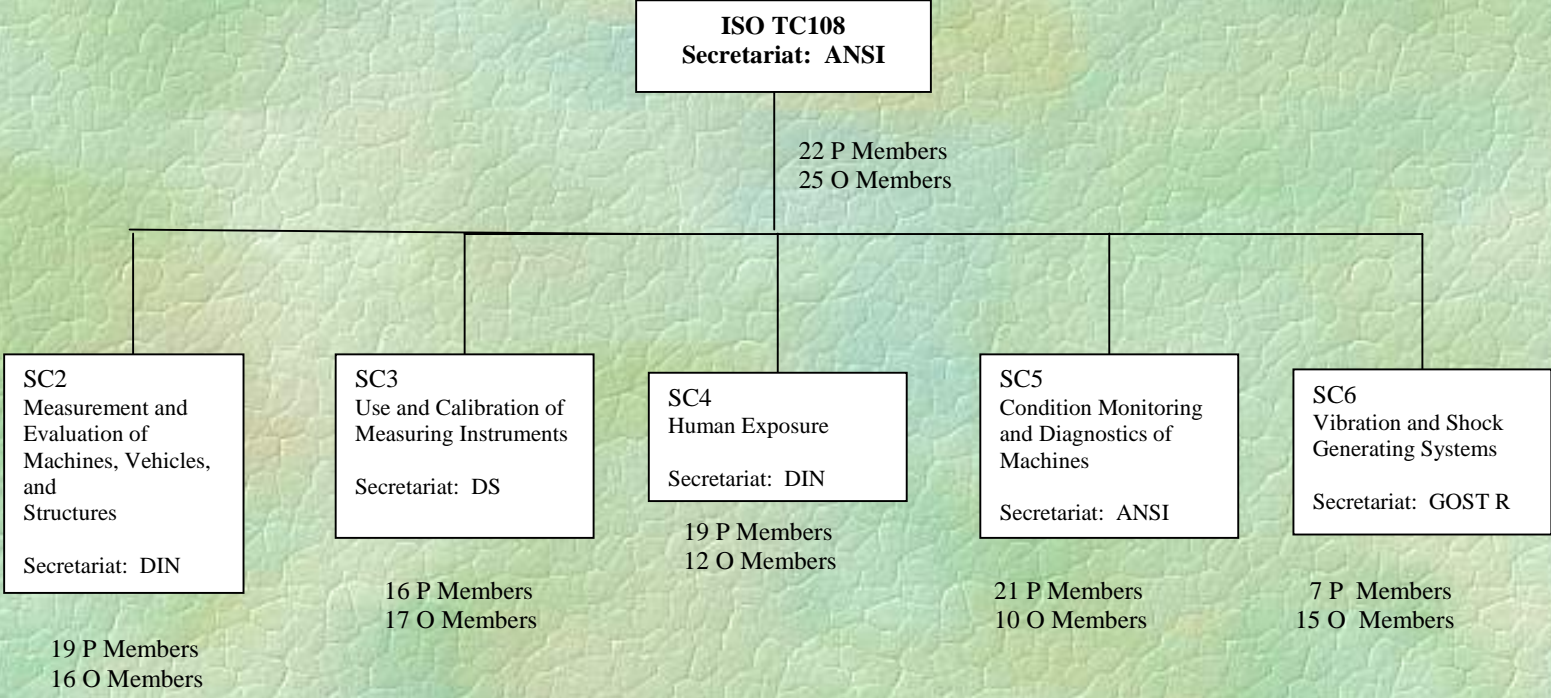 ISO TC108
Secretariat: ANSI
22 P Members
25 O Members
SC2
Measurement and
Evaluation of
Machines, Vehicles,
and
Structures
Secretariat: DIN
19 P Members
16 O Members
SC3
Use and Calibration of
Measuring Instruments
Secretariat: DS
16 P Members
17 O Members
SC4
Human Exposure
Secretariat: DIN
19 P Members
12 O Members
SC5
Condition Monitoring
and Diagnostics of
Machines
Secretariat: ANSI
21 P Members
10 O Members
SC6
Vibration and Shock
Generating Systems
Secretariat: GOST R
7 P Members
15 O Members